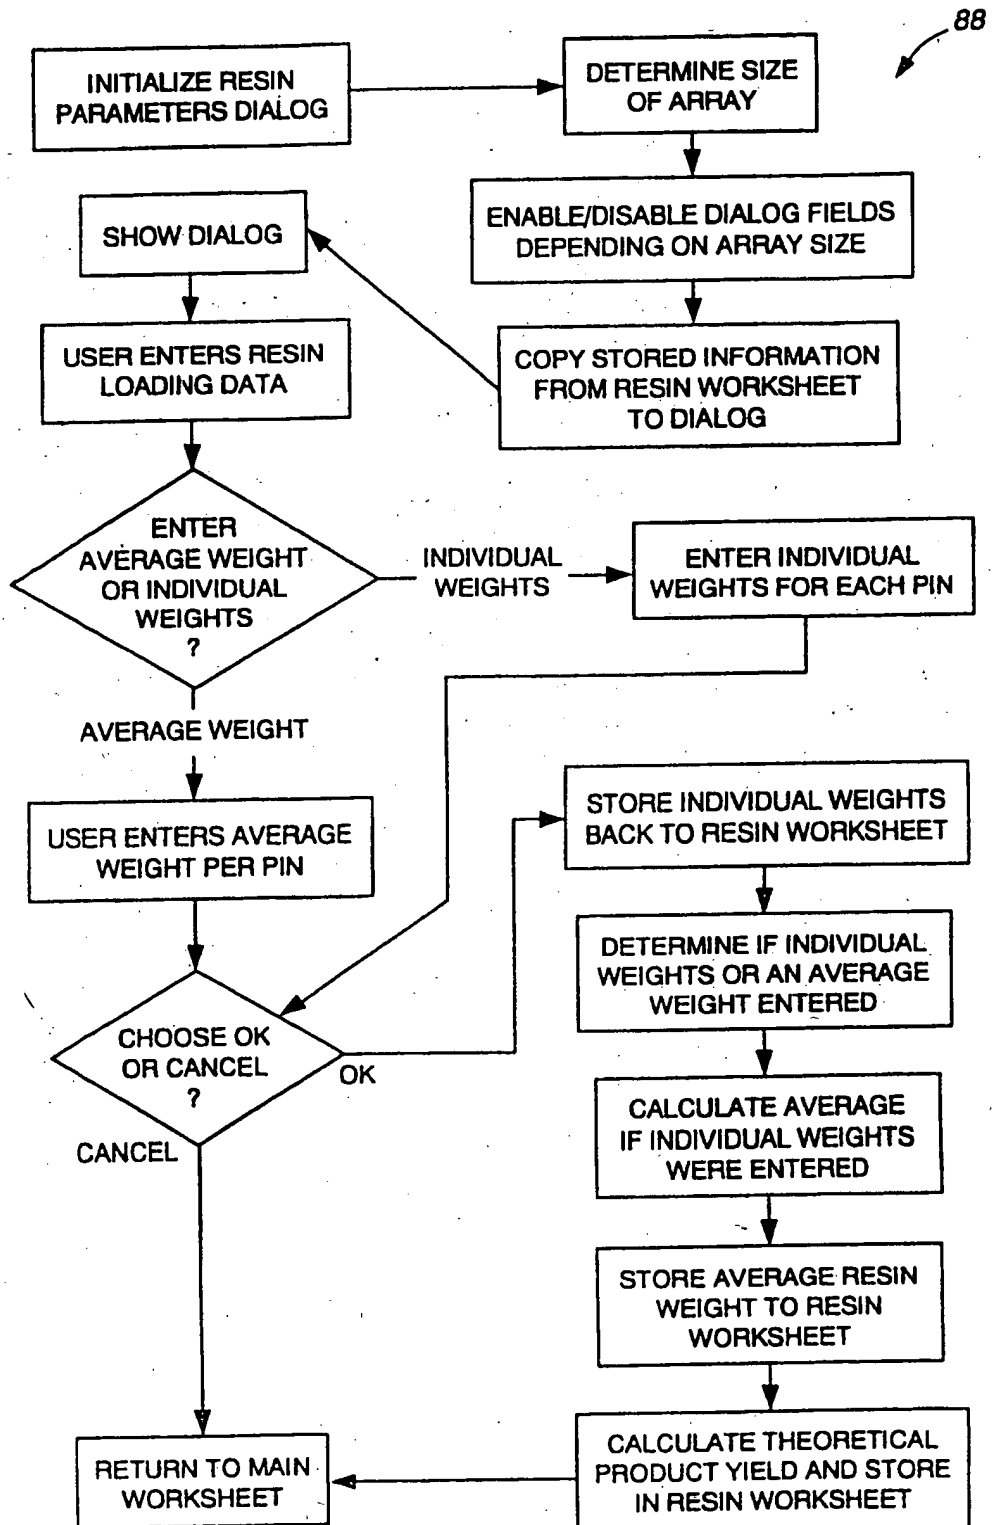 88
INITIALIZE RESIN
PARAMETERS DIALOG
DETERMINE SIZE
OF ARRAY
ENABLE/DISABLE DIALOG FIELDS
DEPENDING ON ARRAY SIZE
COPY STORED INFORMATION
FROM RESIN WORKSHEET
TO DIALOG
SHOW DIALOG
USER ENTERS RESIN
LOADING DATA
ENTER
AVERAGE WEIGHT
OR INDIVIDUAL
WEIGHTS
?
INDIVIDUAL
WEIGHTS
ENTER INDIVIDUAL
WEIGHTS FOR EACH PIN
AVERAGE WEIGHT
USER ENTERS AVERAGE
WEIGHT PER PIN
CHOOSE OK
OR CANCEL
?
OK
CANCEL
STORE INDIVIDUAL WEIGHTS
BACK TO RESIN WORKSHEET
DETERMINE IF INDIVIDUAL
WEIGHTS OR AN AVERAGE
WEIGHT ENTERED
CALCULATE AVERAGE
IF INDIVIDUAL WEIGHTS
WERE ENTERED
STORE AVERAGE RESIN
WEIGHT TO RESIN
WORKSHEET
CALCULATE THEORETICAL
PRODUCT YIELD AND STORE
IN RESIN WORKSHEET
RETURN TO MAIN
WORKSHEET